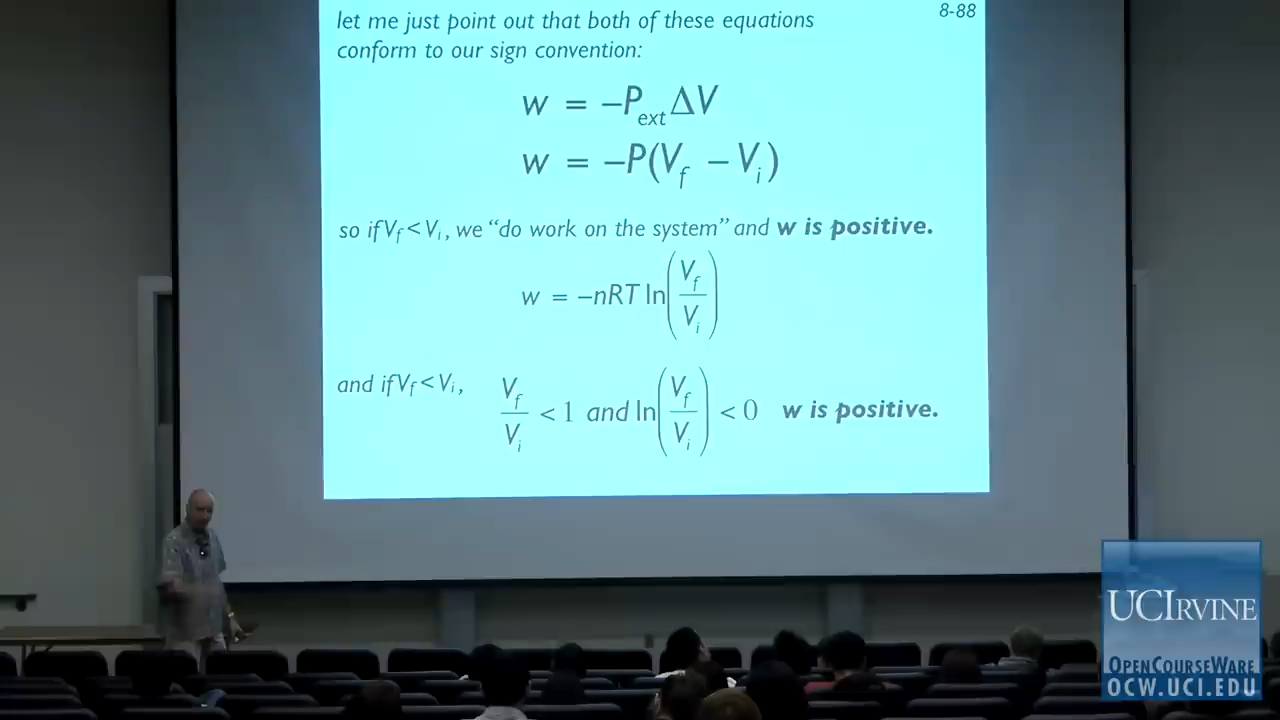 let me just point out that both of these equations 8-88
conform to our sign convention:
w = −P_ext ΔV
w = −P(V_f − V_i)
so if V_f < V_i, we “do work on the system” and w is positive.
w = −nRT ln(V_f/V_i)
and if V_f < V_i, V_f/V_i < 1 and ln(V_f/V_i) < 0 w is positive.
UCIRVINE
OPENCOURSEWARE
OCW.UCI.EDU